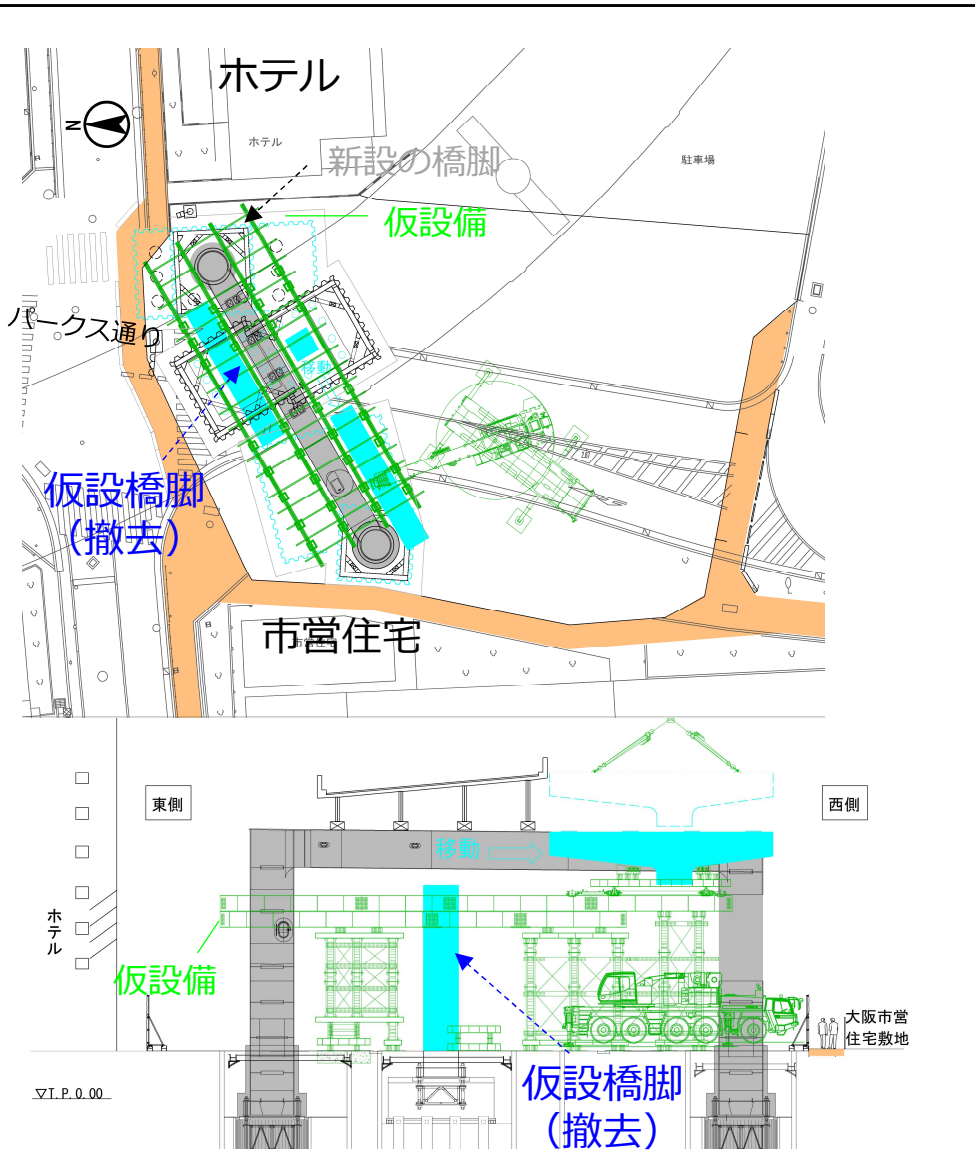 ホテル
N
ホテル
新設の橋脚
駐車場
仮設備
パークス通り
移動
仮設橋脚
（撤去）
市営住宅
東側
西側
移動
ホテル
仮設備
大阪市営
住宅敷地
仮設橋脚
（撤去）
▽T.P.0.00